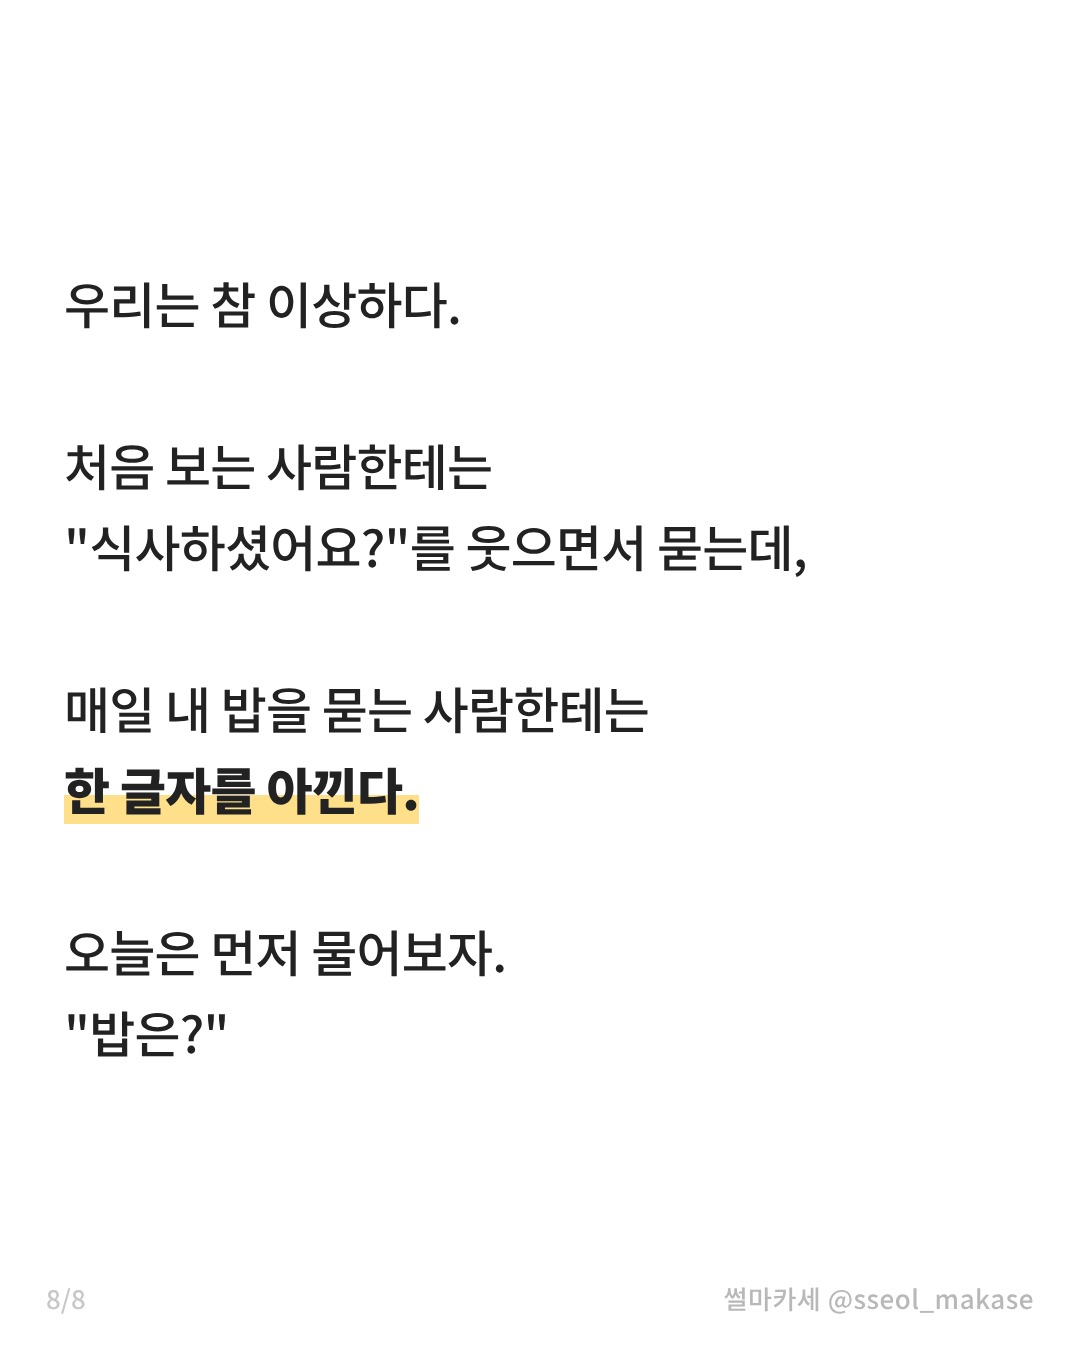 우리는 참 이상하다.
처음 보는 사람한테는
"식사하셨어요?"를 웃으면서 묻는데,
매일 내 밥을 묻는 사람한테는
한 글자를 아낀다.
오늘은 먼저 물어보자.
"밥은?"
8/8
썰마카세 @sseol_makase